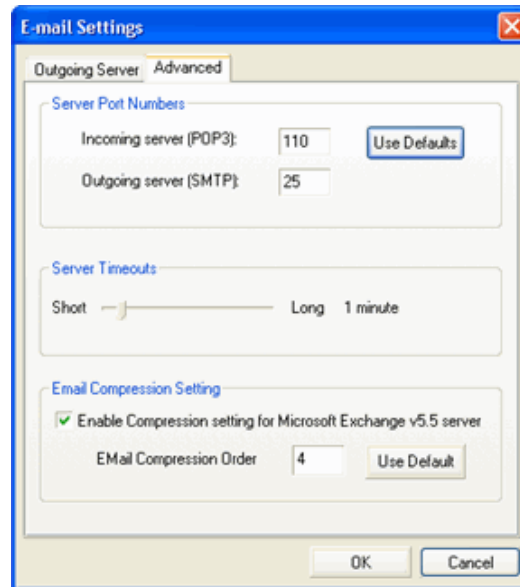 E-mail Settings
Outgoing Server Advanced
Server Port Numbers
Incoming server (POP3): 110 Use Defaults
Outgoing server (SMTP): 25
Server Timeouts
Short Long 1 minute
Email Compression Setting
Enable Compression setting for Microsoft Exchange v5.5 server
EMail Compression Order 4 Use Default
OK Cancel